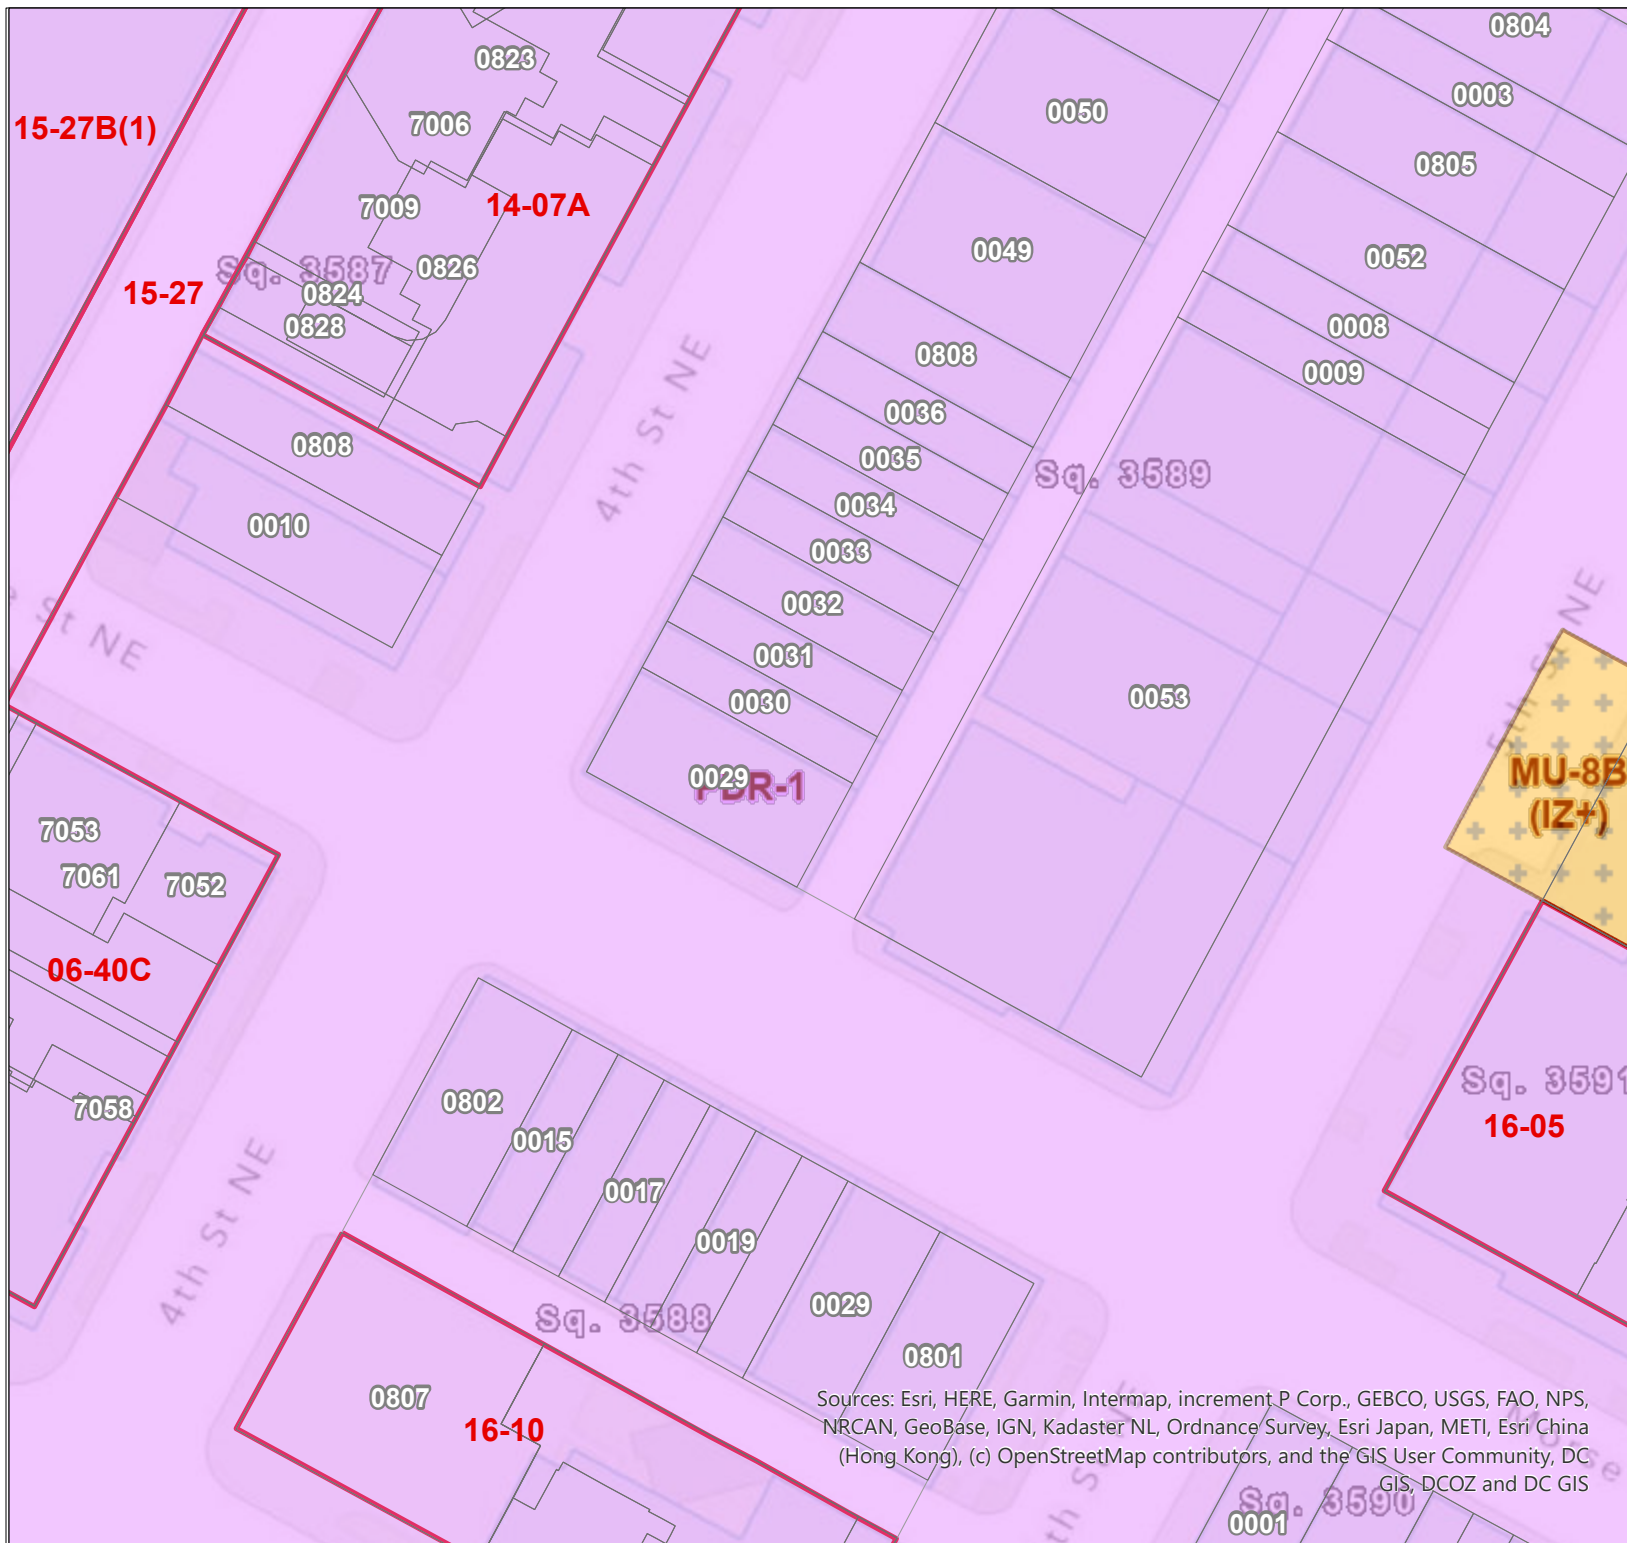 0804
0823
0003
0050
7006
15-27B(1)
0805
14-07A
7009
0049
0052
0826
Sq. 3587
15-27
0824
0828
0008
0808
0009
0036
4th St NE
0808
0035
Sq. 3589
0034
0010
0033
0032
St NE
0031
5th St NE
0053
0030
MU-8B
(IZ+)
0029
PDR-1
7053
7061
7052
06-40C
Sq. 3591
0802
7058
16-05
0015
0017
4th St NE
0019
0029
Sq. 3588
0801
0807
16-10
Morse
Sources: Esri, HERE, Garmin, Intermap, increment P Corp., GEBCO, USGS, FAO, NPS,
NRCAN, GeoBase, IGN, Kadaster NL, Ordnance Survey, Esri Japan, METI, Esri China
(Hong Kong), (c) OpenStreetMap contributors, and the GIS User Community, DC
GIS, DCOZ and DC GIS
Sq. 3590
0001